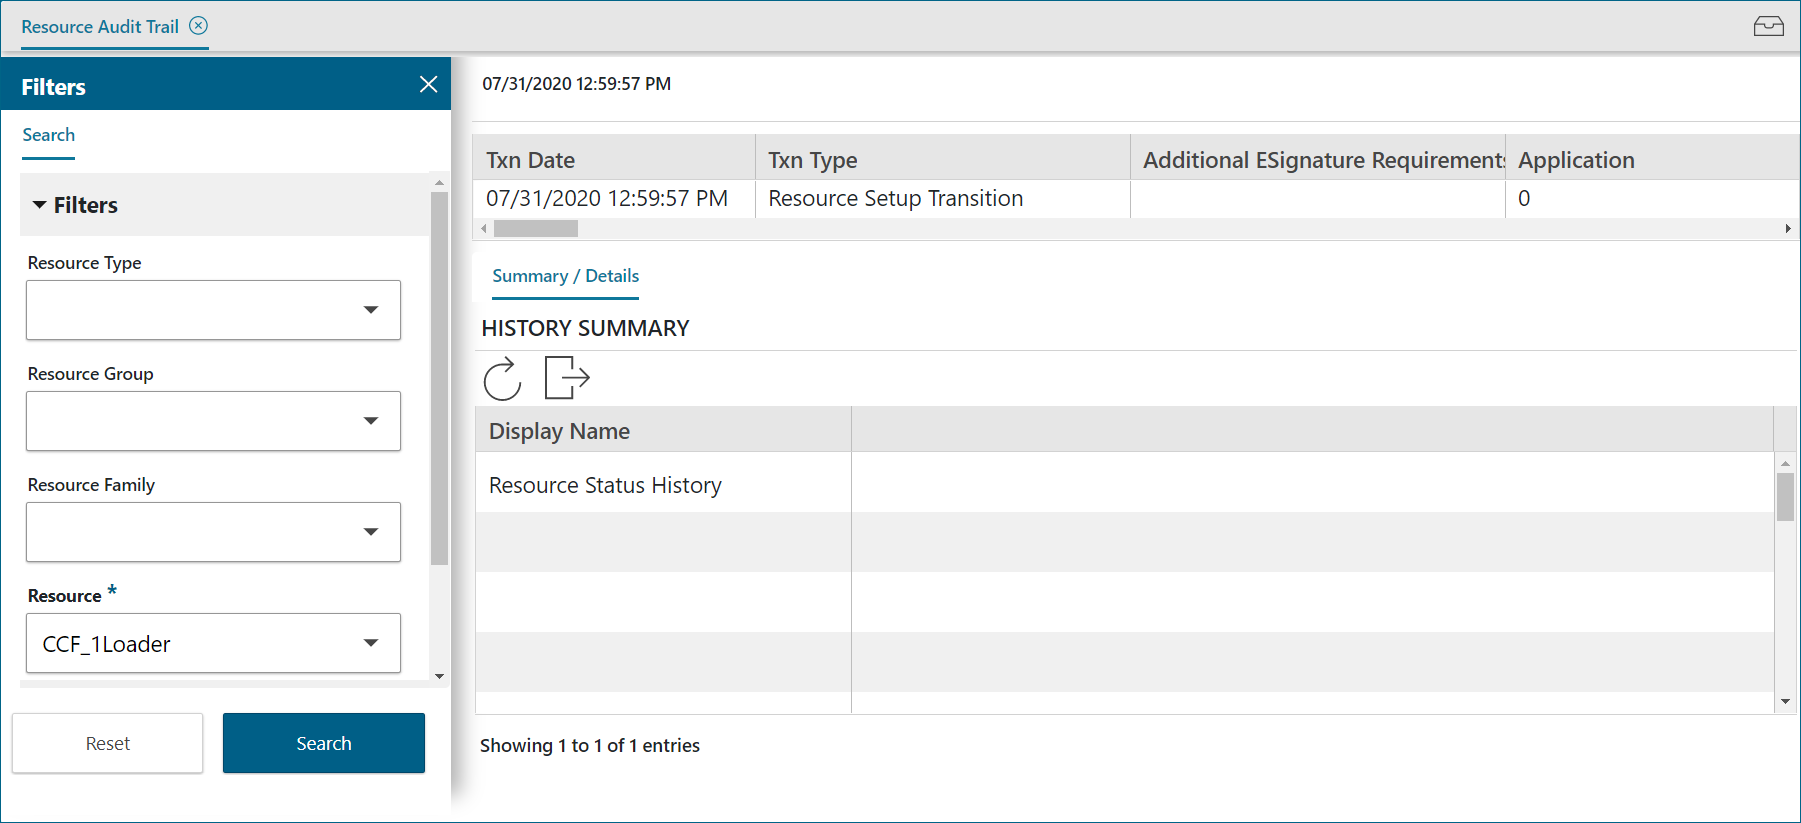 Resource Audit Trail
Filters
Search
Filters
Resource Type
Resource Group
Resource Family
Resource *
CCF_1Loader
Reset
Search
07/31/2020 12:59:57 PM
Txn Date Txn Type Additional ESignature Requirements Application
07/31/2020 12:59:57 PM Resource Setup Transition 0
Summary / Details
HISTORY SUMMARY
Display Name
Resource Status History
Showing 1 to 1 of 1 entries